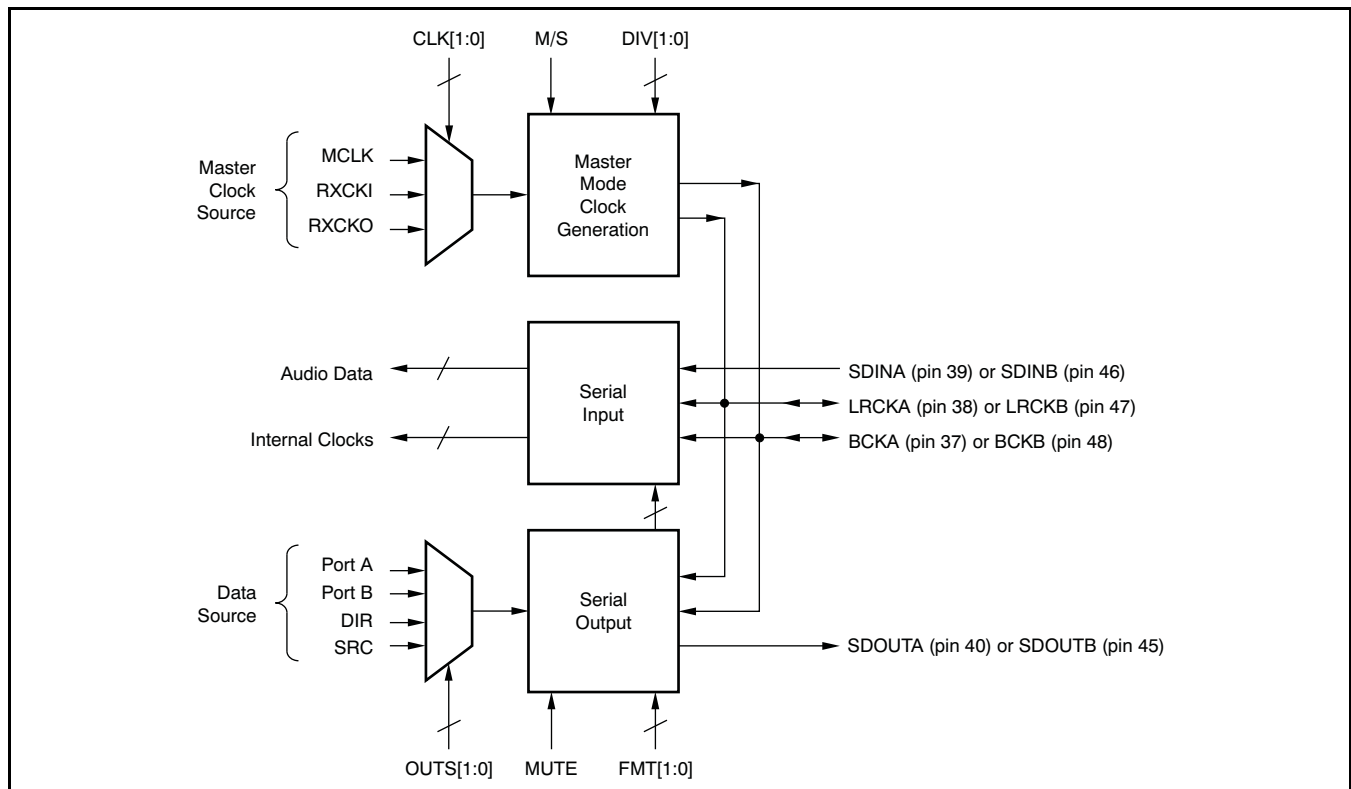 CLK[1:0]
M/S
DIV[1:0]
Master
Clock
Source
MCLK
RXCKI
RXCKO
Master
Mode
Clock
Generation
Audio Data
Internal Clocks
Serial
Input
SDINA (pin 39) or SDINB (pin 46)
LRCKA (pin 38) or LRCKB (pin 47)
BCKA (pin 37) or BCKB (pin 48)
Data
Source
Port A
Port B
DIR
SRC
Serial
Output
SDOUTA (pin 40) or SDOUTB (pin 45)
OUTS[1:0]
MUTE
FMT[1:0]